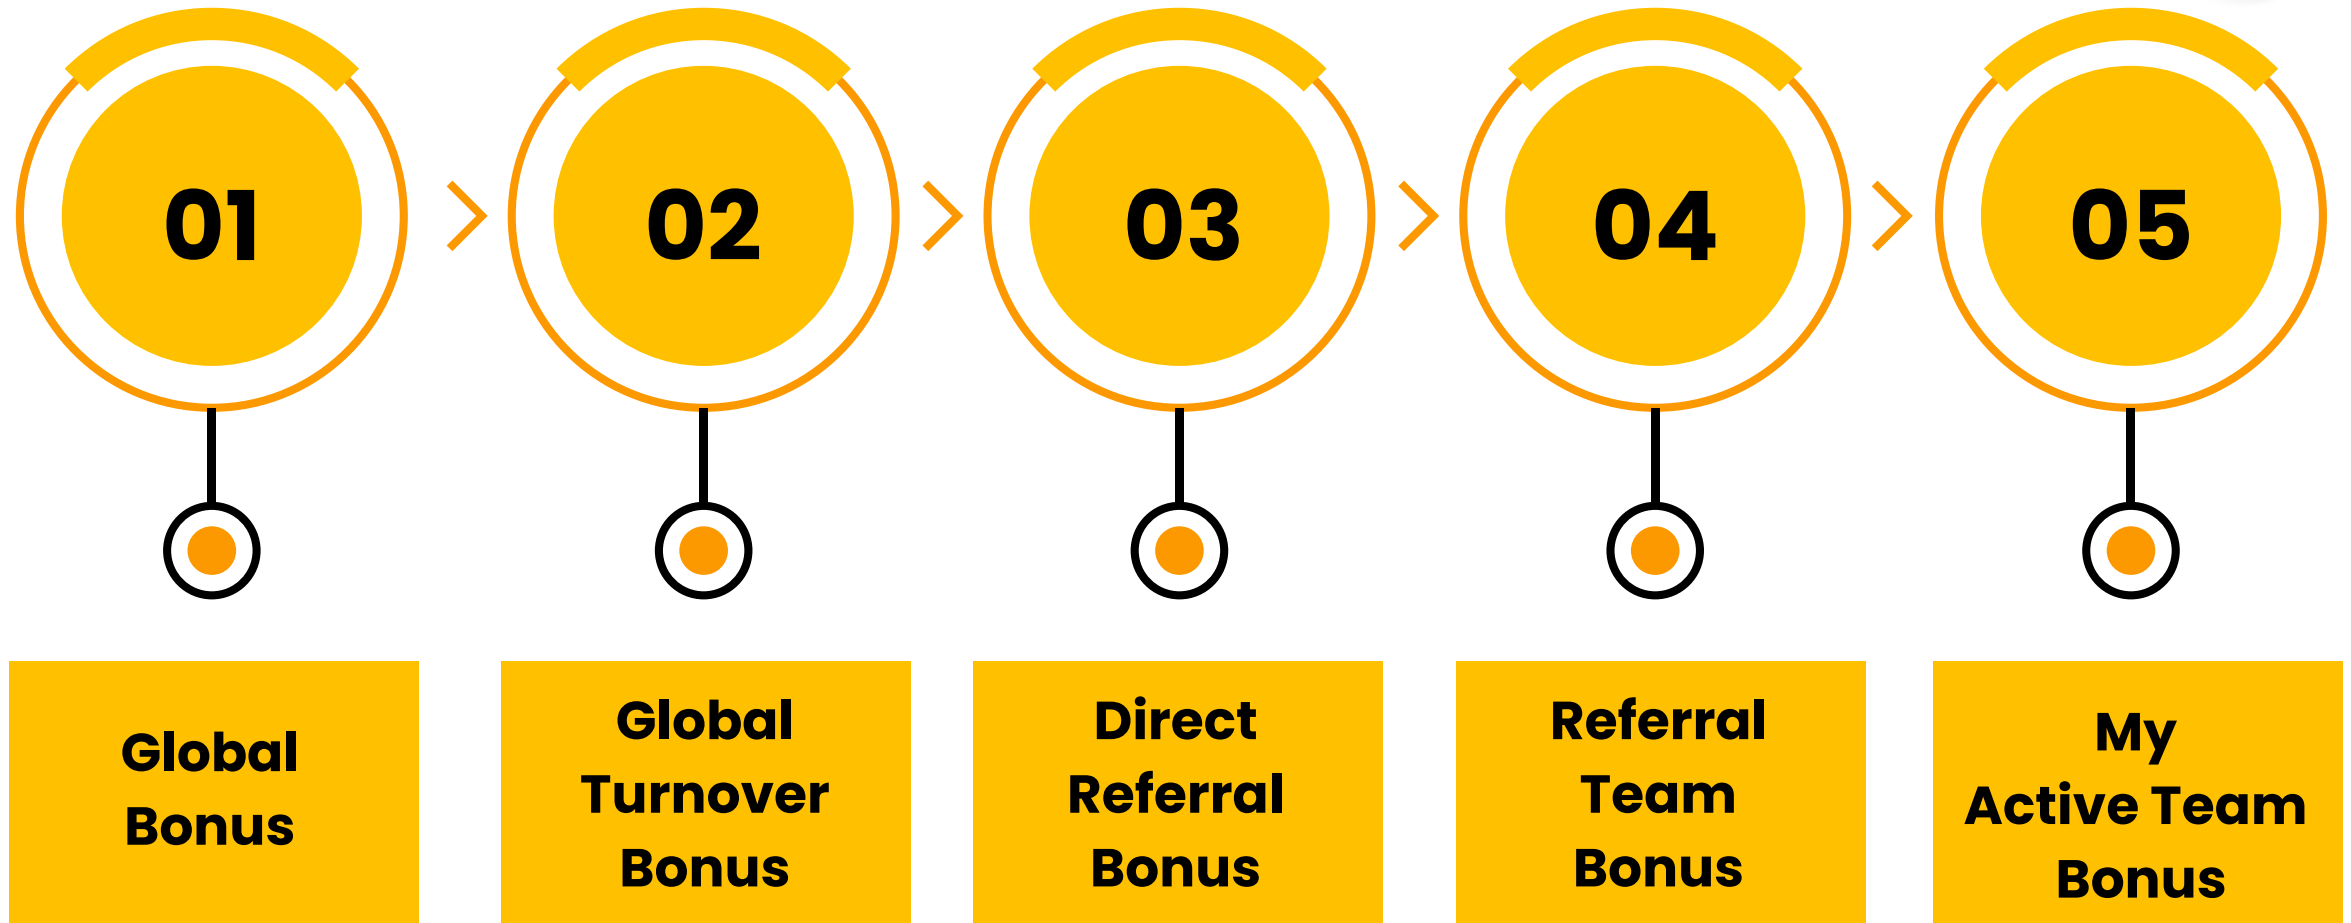 01
02
03
04
05
Global
Bonus
Global
Turnover
Bonus
Direct
Referral
Bonus
Referral
Team
Bonus
My
Active Team
Bonus